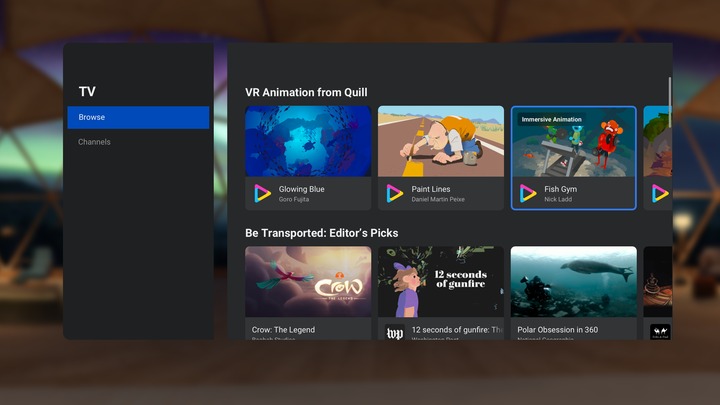 TV
Browse
Channels
VR Animation from Quill
Immersive Animation
Glowing Blue
Goro Fujita
Paint Lines
Daniel Martin Peixe
Fish Gym
Nick Ladd
Be Transported: Editor's Picks
CROW
THE LEGEND
12 seconds
of gunfire
Crow: The Legend
Baobab Studios
wp
12 seconds of gunfire: Th
Washington Post
Polar Obsession in 360
National Geographic